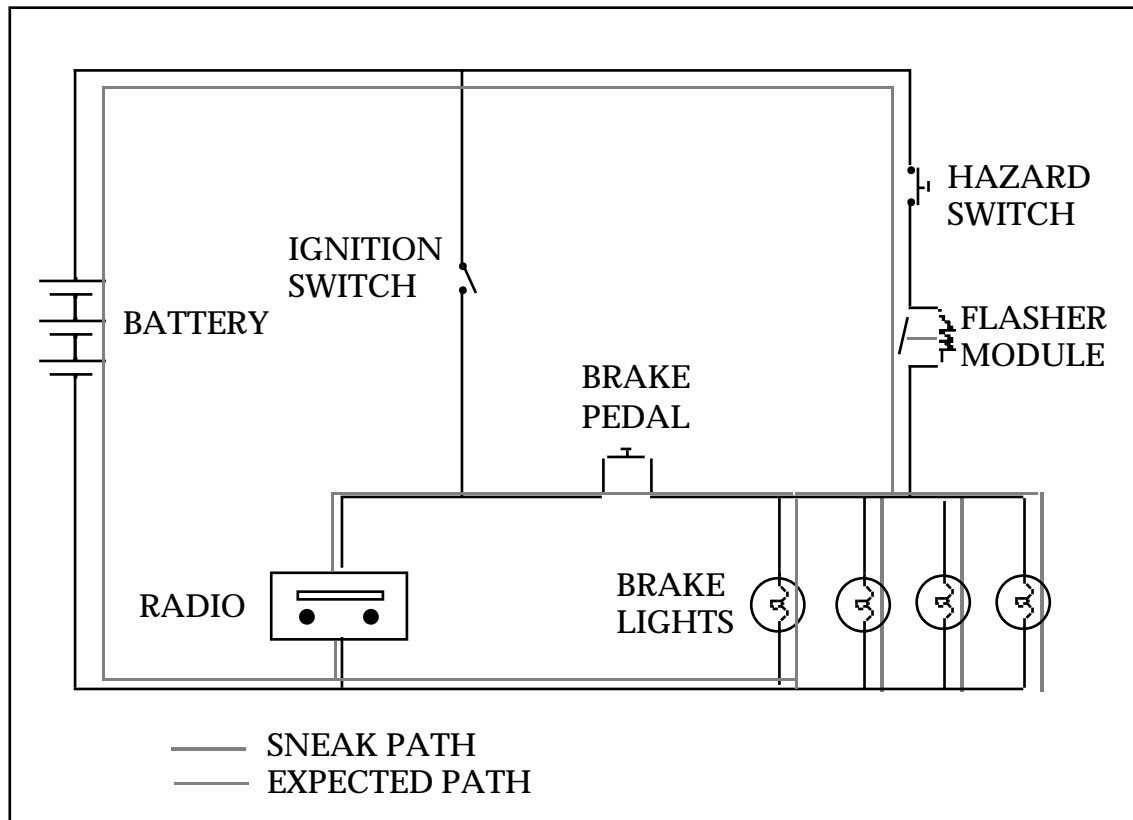 HAZARD
SWITCH
IGNITION
SWITCH
BATTERY
FLASHER
MODULE
BRAKE
PEDAL
RADIO
BRAKE
LIGHTS
SNEAK PATH
EXPECTED PATH